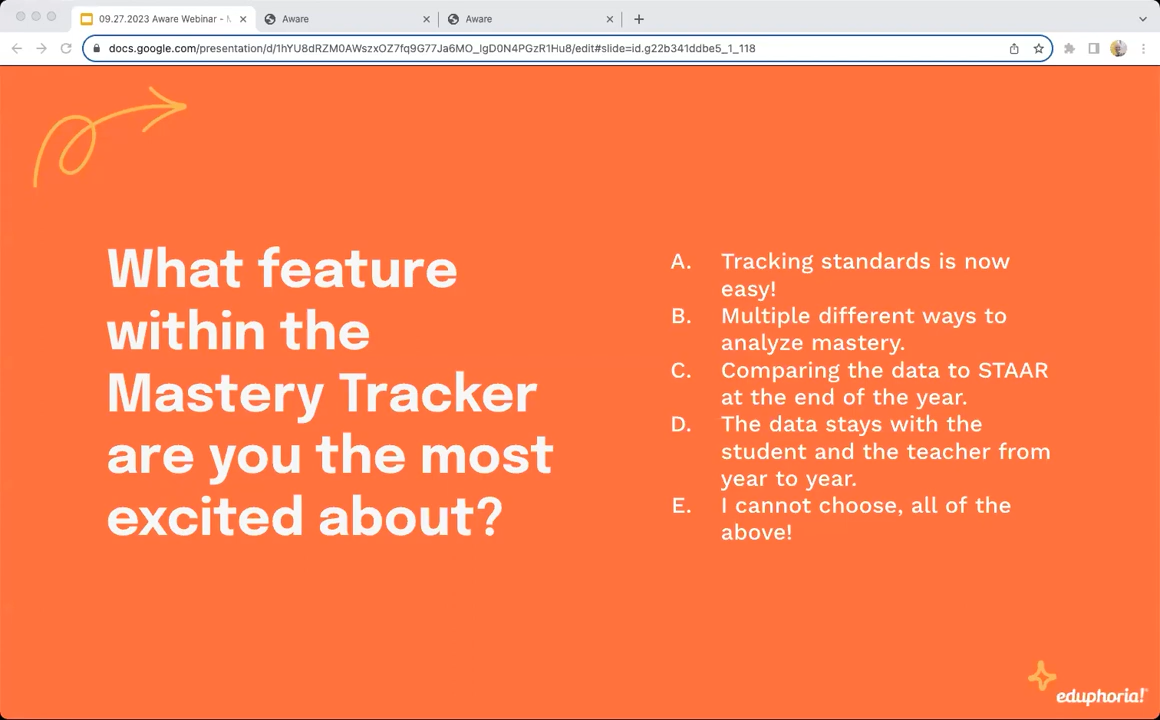 09.27.2023 Aware Webinar -
Aware
Aware
docs.google.com/presentation/d/1hYU8dRZM0AWszxOZ7fq9G77Ja6MO_IgD0N4PGzR1Hu8/edit#slide=id.g22b341ddbe5_1_118
What feature
within the
Mastery Tracker
are you the most
excited about?
A. Tracking standards is now
easy!
B. Multiple different ways to
analyze mastery.
C. Comparing the data to STAAR
at the end of the year.
D. The data stays with the
student and the teacher from
year to year.
E. I cannot choose, all of the
above!
eduphoria!